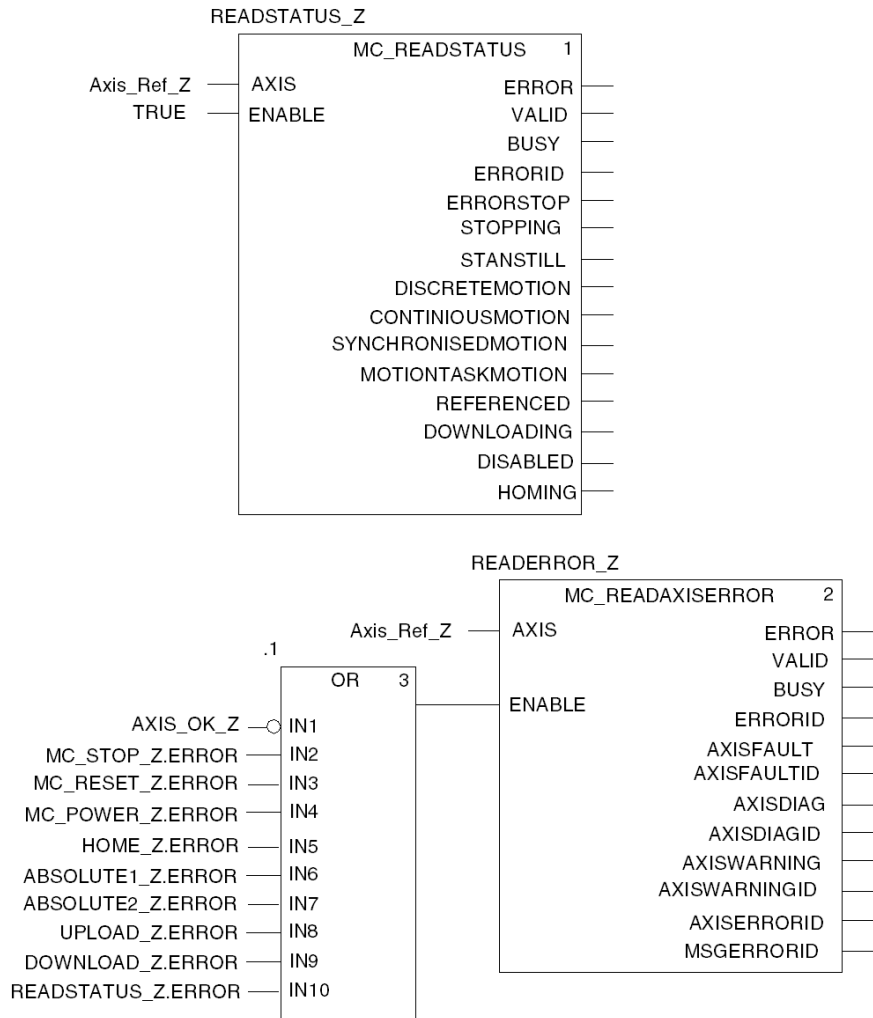 READSTATUS_Z
MC_READSTATUS 1
Axis_Ref_Z AXIS ERROR
TRUE ENABLE VALID
BUSY
ERRORID
ERRORSTOP
STOPPING
STANSTILL
DISCRETEMOTION
CONTINIOUSMOTION
SYNCHRONISEDMOTION
MOTIONTASKMOTION
REFERENCED
DOWNLOADING
DISABLED
HOMING
READERROR_Z
MC_READAXISERROR 2
Axis_Ref_Z AXIS ERROR
VALID
BUSY
ENABLE
ERRORID
AXISFAULT
AXISFAULTID
AXISDIAG
AXISDIAGID
AXISWARNING
AXISWARNINGID
AXISERRORID
MSGERRORID
.1
OR 3
AXIS_OK_Z IN1
MC_STOP_Z.ERROR IN2
MC_RESET_Z.ERROR IN3
MC_POWER_Z.ERROR IN4
HOME_Z.ERROR IN5
ABSOLUTE1_Z.ERROR IN6
ABSOLUTE2_Z.ERROR IN7
UPLOAD_Z.ERROR IN8
DOWNLOAD_Z.ERROR IN9
READSTATUS_Z.ERROR IN10